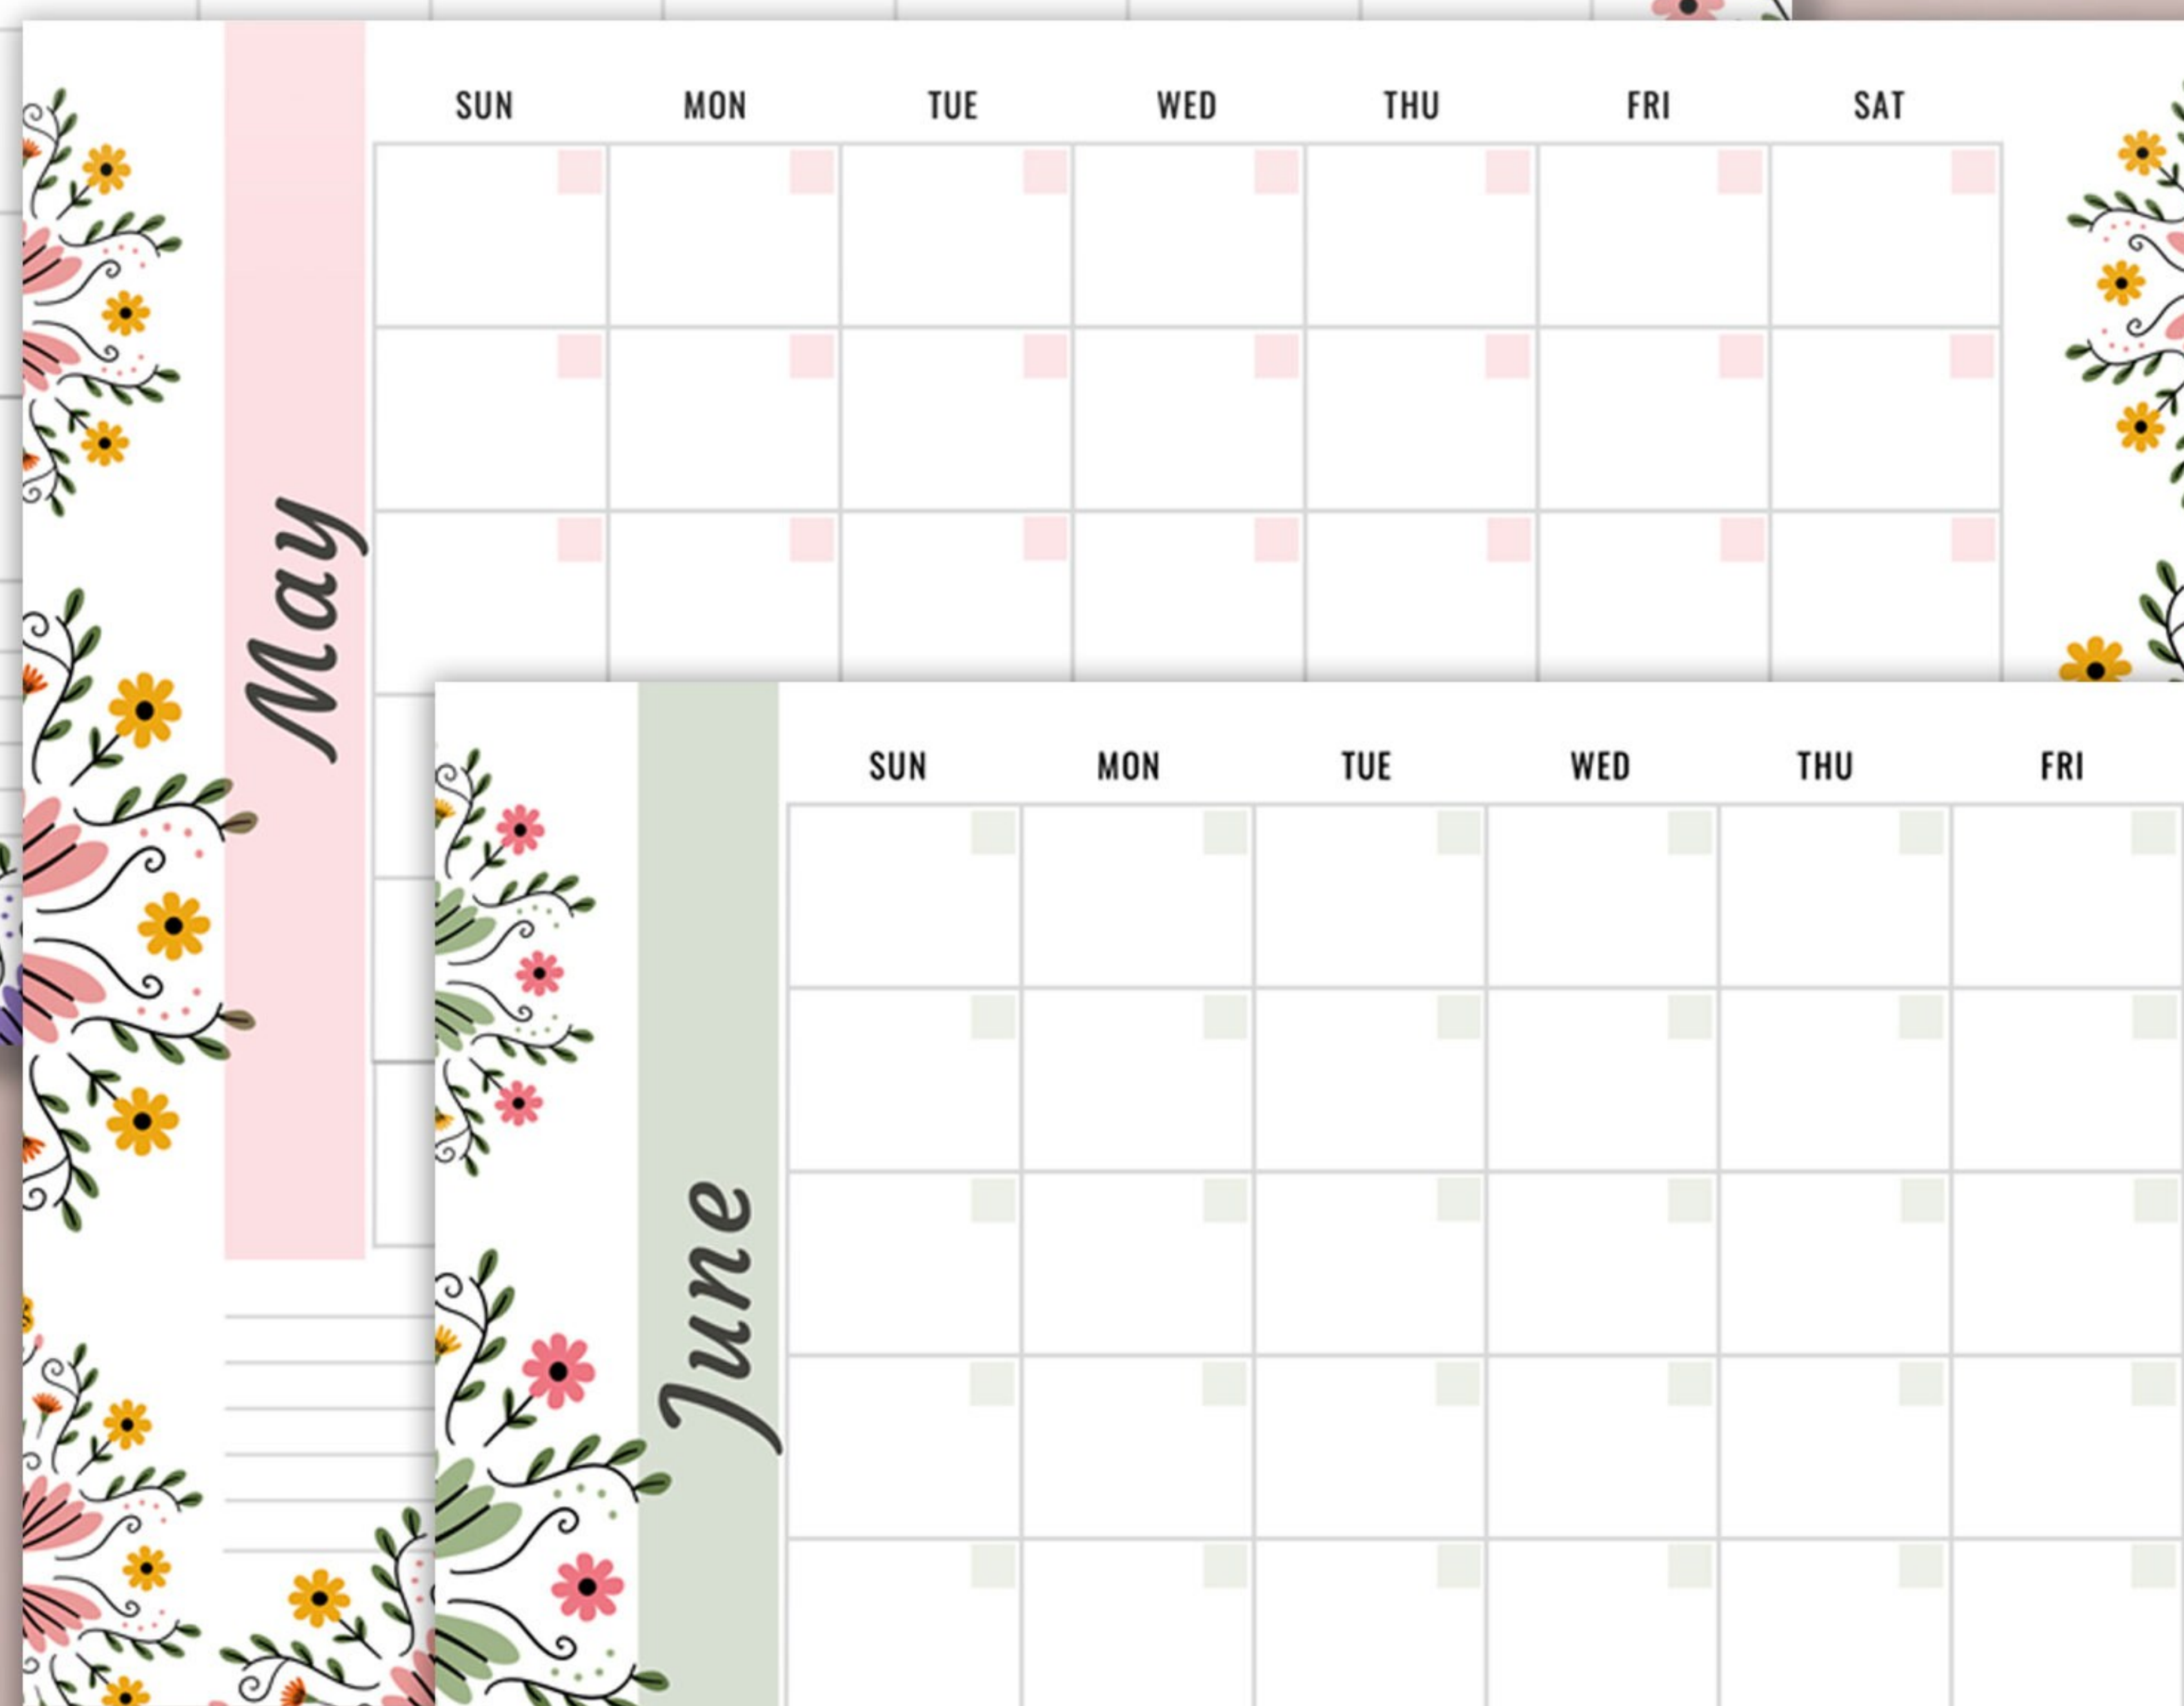 SUN MON TUE WED THU FRI SAT
May
SUN MON TUE WED THU FRI
June